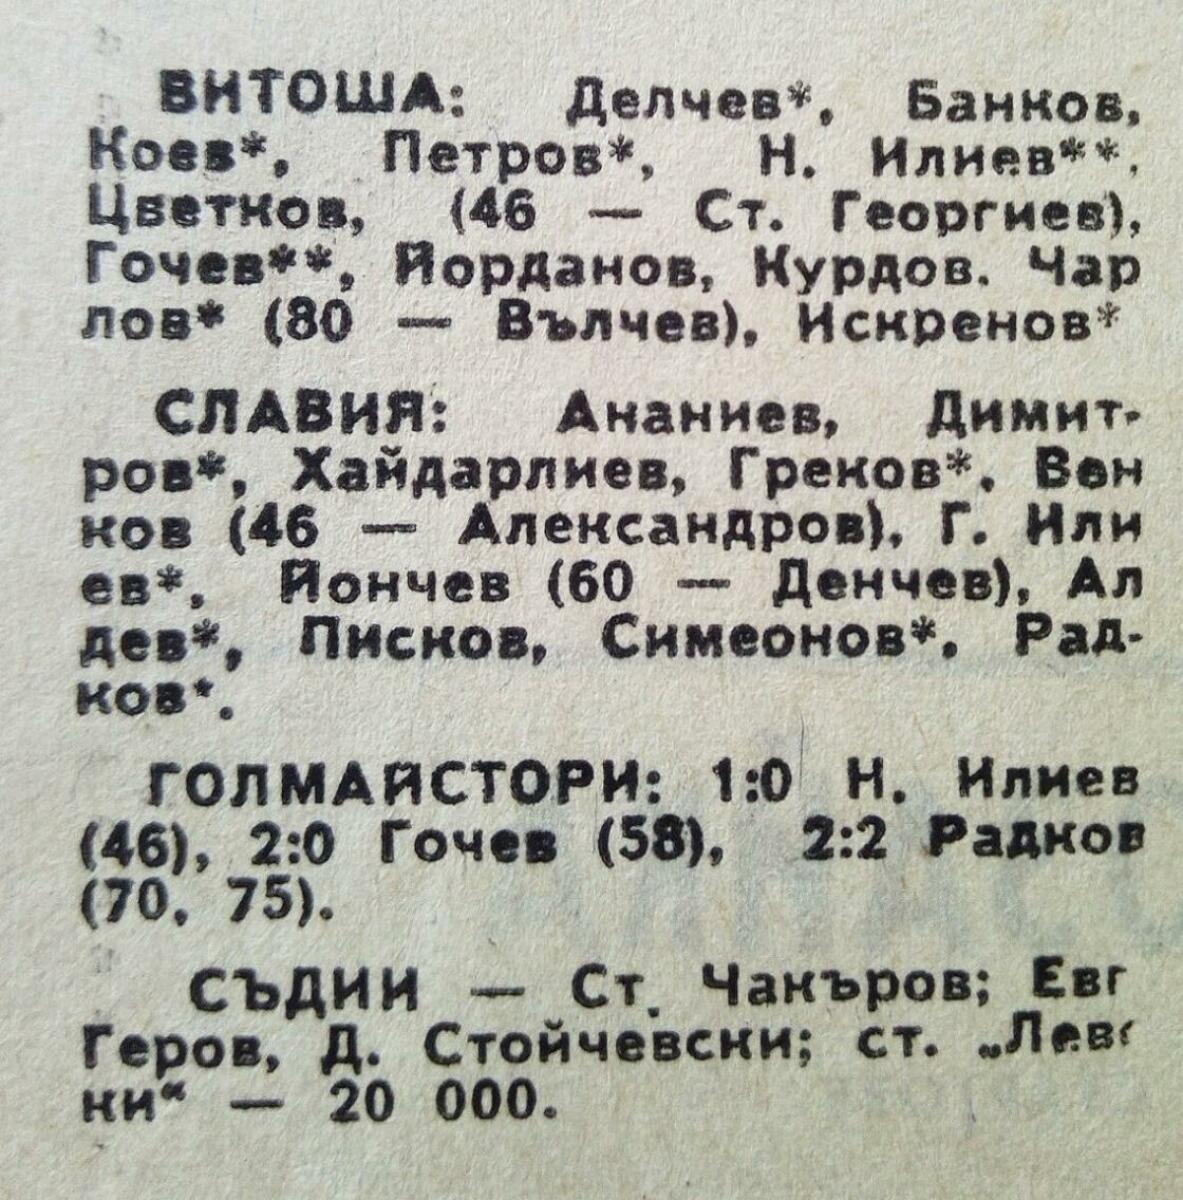 ВИТОША: Делчев*, Банков,
Коев*, Петров*, Н. Илиев**,
Цветков, (46 — Ст. Георгиев),
Гочев**, Йорданов, Курдов. Чар
лов* (80 — Вълчев), Искренов*
СЛАВИЯ: Ананиев, Димит-
ров*, Хайдарлиев, Греков*, Вен
ков (46 — Александров), Г. Или
ев*, Йончев (60 — Денчев), Ал
дев*, Писков, Симеонов*, Рад-
ков*.
ГОЛМАЙСТОРИ: 1:0 Н. Илиев
(46), 2:0 Гочев (58), 2:2 Радков
(70, 75).
СЪДИИ — Ст. Чакъров; Евг
Геров, Д. Стойчевски; ст. „Левс
ки“ — 20 000.